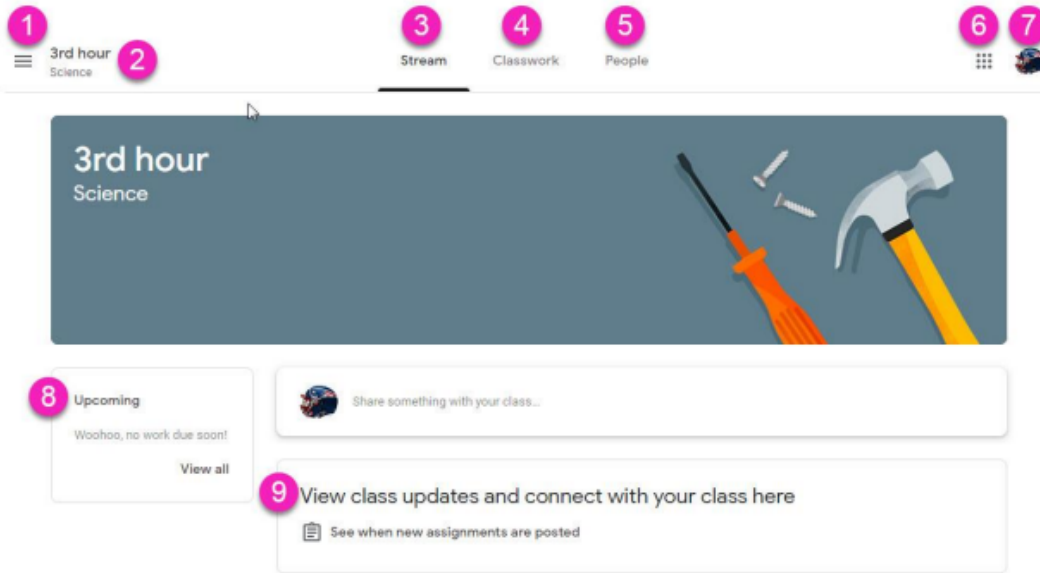 1
3
4
5
6
7
3rd hour
2
Science
Stream
Classwork
People
3rd hour
Science
8
Upcoming
Woohoo, no work due soon!
View all
Share something with your class...
9
View class updates and connect with your class here
See when new assignments are posted